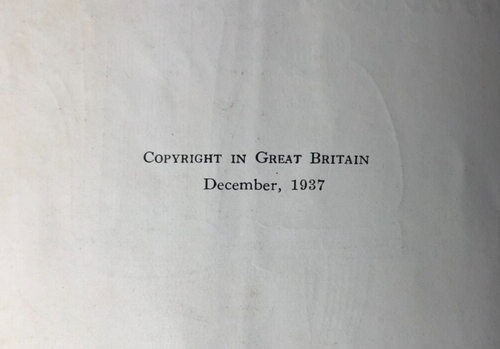 Copyright in Great Britain
December, 1937